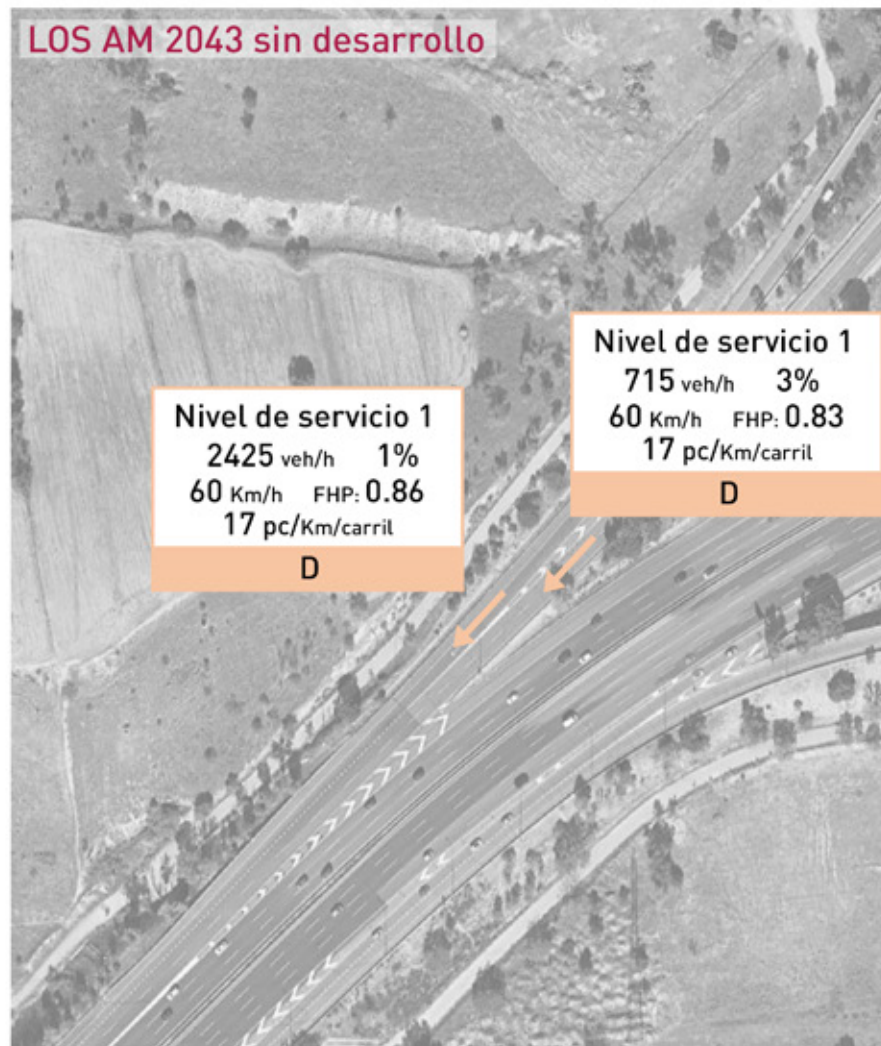 LOS AM 2043 sin desarrollo
Nivel de servicio 1
2425 veh/h 1%
60 Km/h FHP: 0.86
17 pc/Km/carril
D
Nivel de servicio 1
715 veh/h 3%
60 Km/h FHP: 0.83
17 pc/Km/carril
D